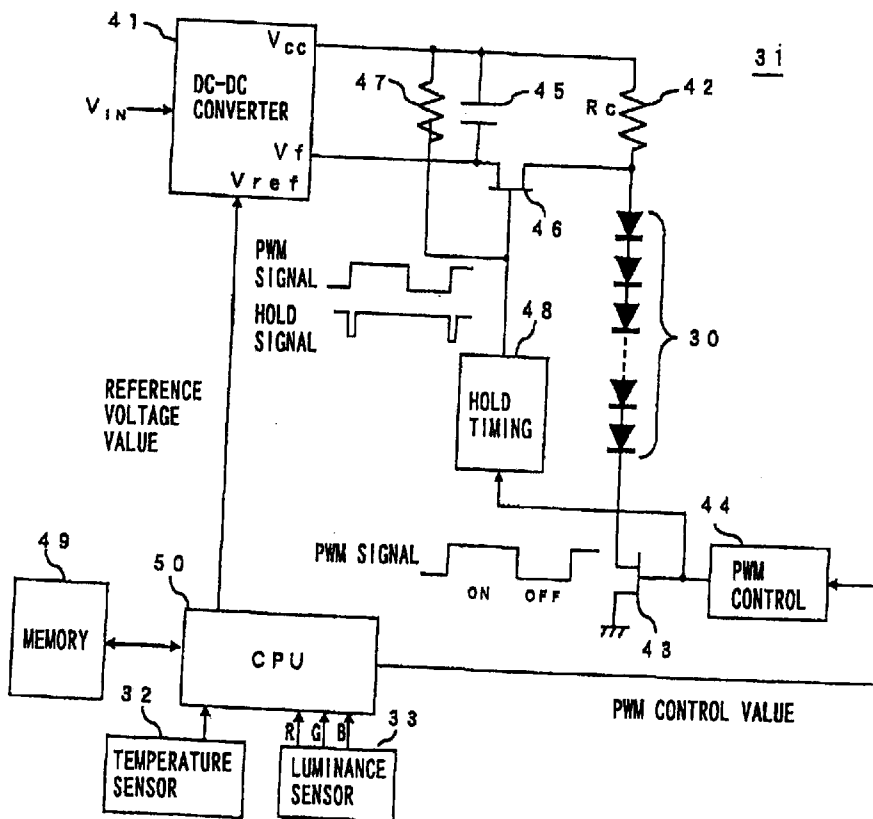 41
VCC
DC-DC
CONVERTER
VIN
Vf
Vref
47
45
42
RC
31
46
PWM
SIGNAL
HOLD
SIGNAL
48
30
HOLD
TIMING
REFERENCE
VOLTAGE
VALUE
44
PWM SIGNAL
ON OFF
PWM
CONTROL
49
50
43
MEMORY
CPU
PWM CONTROL VALUE
32
R G B
33
TEMPERATURE
SENSOR
LUMINANCE
SENSOR